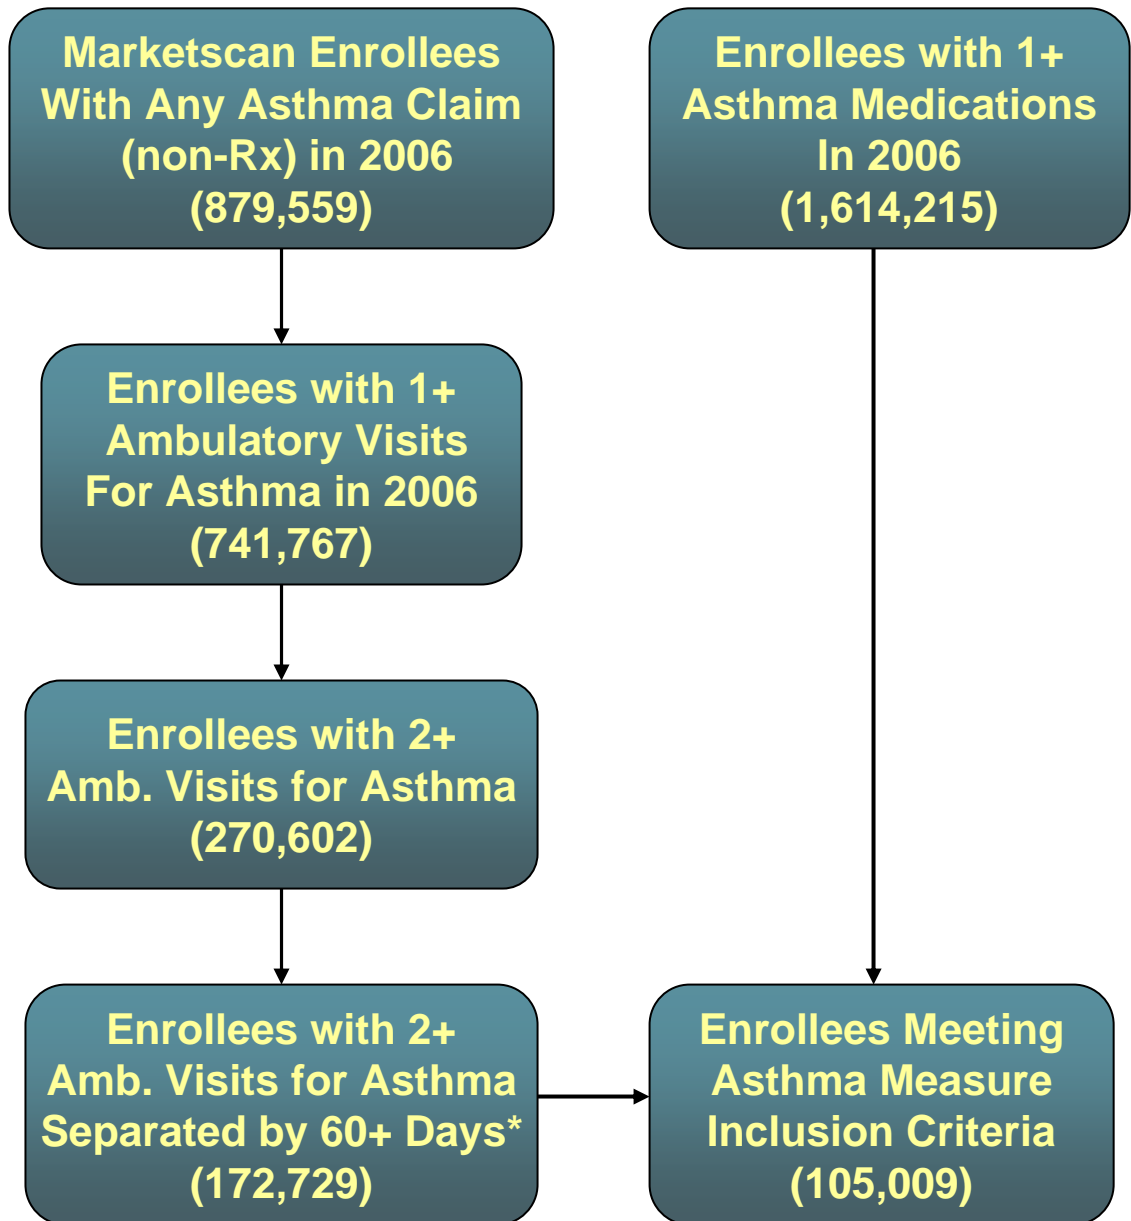 Marketscan Enrollees
With Any Asthma Claim
(non-Rx) in 2006
(879,559)
Enrollees with 1+
Asthma Medications
In 2006
(1,614,215)
Enrollees with 1+
Ambulatory Visits
For Asthma in 2006
(741,767)
Enrollees with 2+
Amb. Visits for Asthma
(270,602)
Enrollees with 2+
Amb. Visits for Asthma
Separated by 60+ Days*
(172,729)
Enrollees Meeting
Asthma Measure
Inclusion Criteria
(105,009)